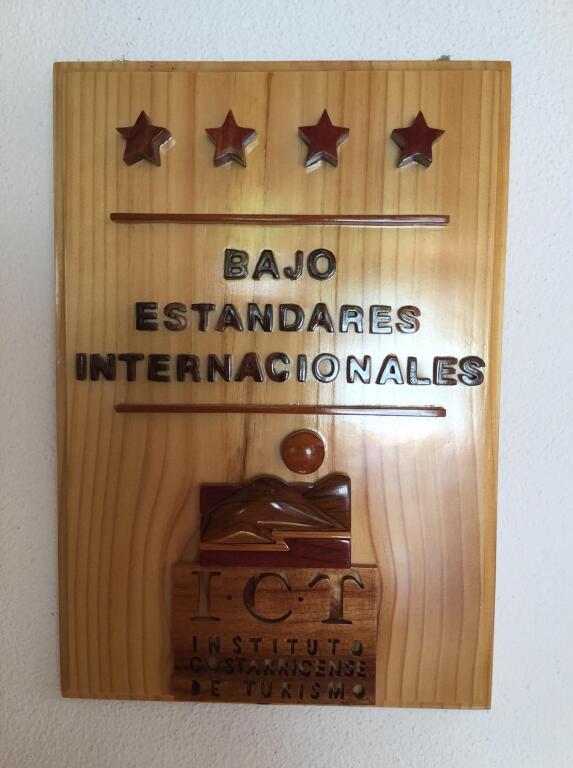 BAJO
ESTANDARES
INTERNACIONALES
I·C·T
INSTITUTO
COSTARRICENSE
DE TURISMO